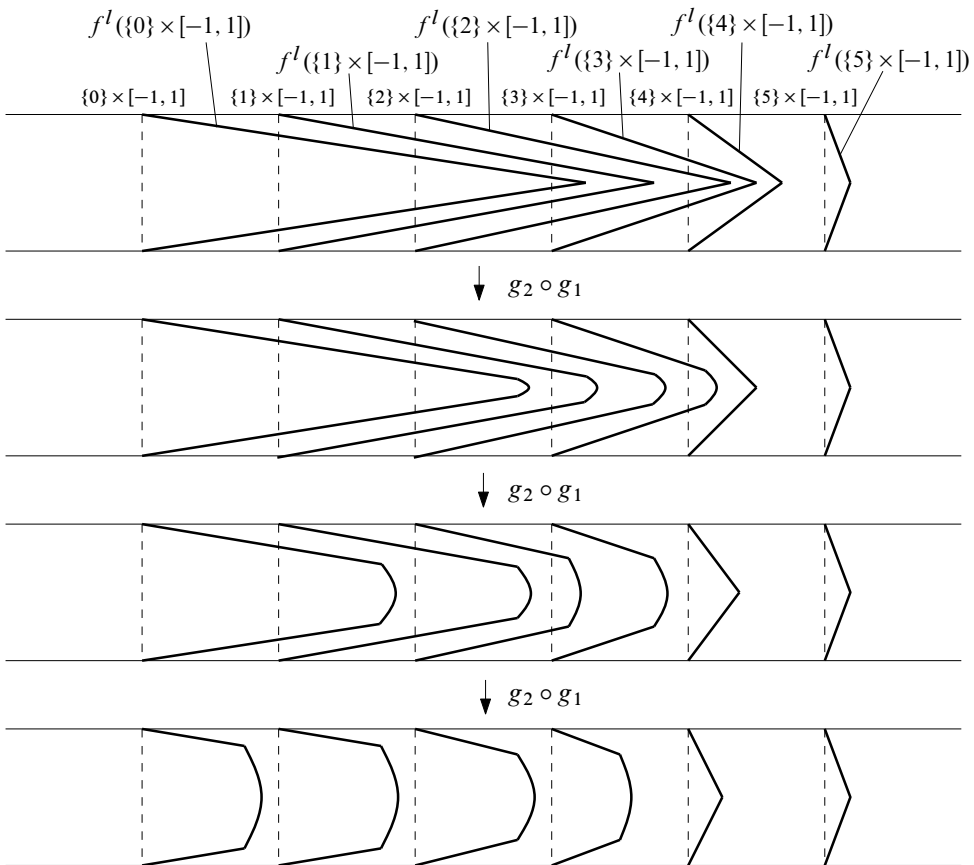 f^l({0}×[−1, 1])
f^l({2}×[−1, 1])
f^l({4}×[−1, 1])
f^l({1}×[−1, 1])
f^l({3}×[−1, 1])
f^l({5}×[−1, 1])
{0}×[−1, 1] {1}×[−1, 1] {2}×[−1, 1] {3}×[−1, 1] {4}×[−1, 1] {5}×[−1, 1]
g₂ ∘ g₁
g₂ ∘ g₁
g₂ ∘ g₁